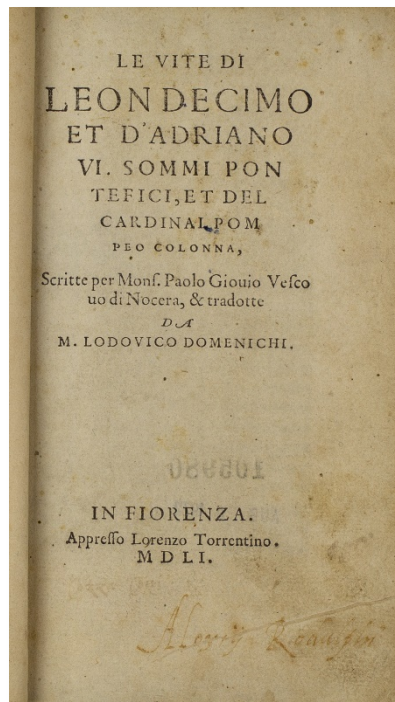 LE VITE DI
LEON DECIMO
ET D'ADRIANO
VI. SOMMI PON
TEFICI, ET DEL
CARDINAL POM
PEO COLONNA,
Scritte per Monſ. Paolo Giouio Veſco
uo di Nocera, & tradotte
DA
M. LODOVICO DOMENICHI.
IN FIORENZA.
Appreſſo Lorenzo Torrentino.
MDLI.